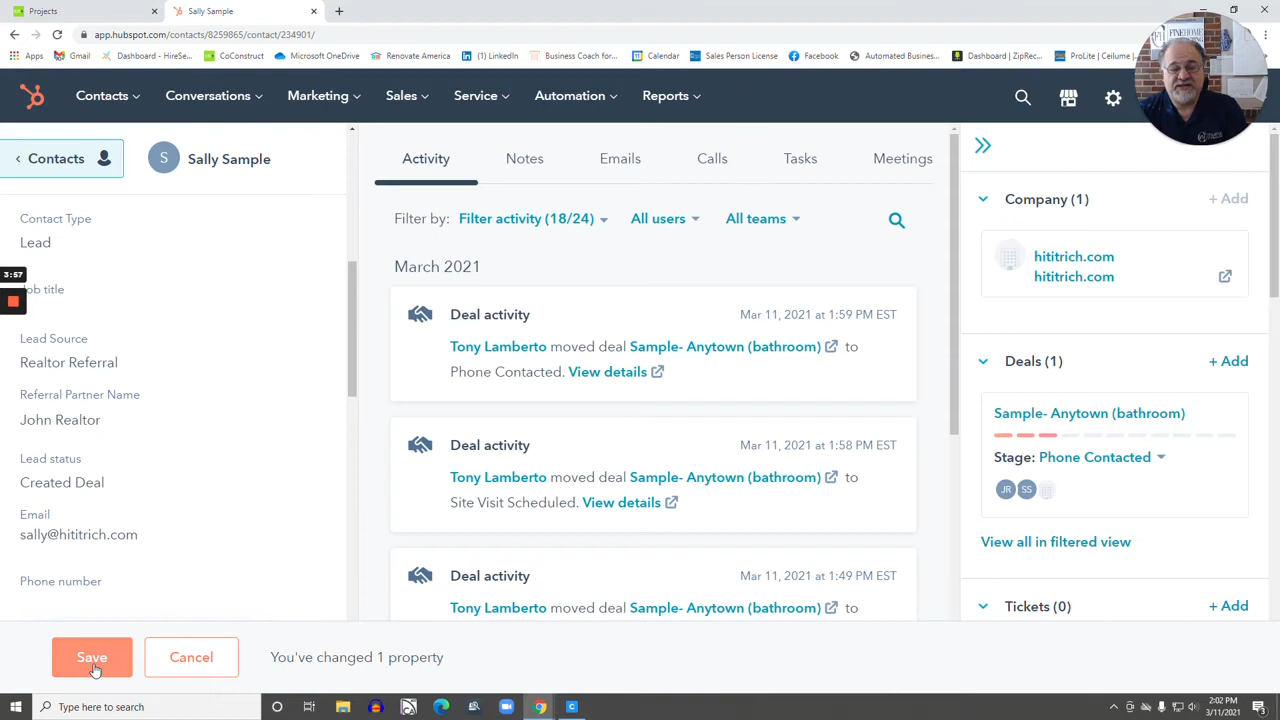 Projects
Sally Sample
app.hubspot.com/contacts/8259865/contact/234901/
Apps
Gmail
Dashboard - HireSe...
CoConstruct
Microsoft OneDrive
Renovate America
(1) LinkedIn
Business Coach for...
Calendar
Sales Person License
Facebook
Automated Busines...
Dashboard | ZipRec...
ProLite | Ceilume |...
Contacts
Conversations
Marketing
Sales
Service
Automation
Reports
Contacts
S
Sally Sample
Activity
Notes
Emails
Calls
Tasks
Meetings
Contact Type
Lead
3:57
Job title
Lead Source
Realtor Referral
Referral Partner Name
John Realtor
Lead status
Created Deal
Email
sally@hititrich.com
Phone number
Filter by: Filter activity (18/24) All users All teams
March 2021
Deal activity Mar 11, 2021 at 1:59 PM EST
Tony Lamberto moved deal Sample- Anytown (bathroom) to
Phone Contacted. View details
Deal activity Mar 11, 2021 at 1:58 PM EST
Tony Lamberto moved deal Sample- Anytown (bathroom) to
Site Visit Scheduled. View details
Deal activity Mar 11, 2021 at 1:49 PM EST
Tony Lamberto moved deal Sample- Anytown (bathroom) to
Company (1) + Add
hititrich.com
hititrich.com
Deals (1) + Add
Sample- Anytown (bathroom)
Stage: Phone Contacted
JR SS
View all in filtered view
Tickets (0) + Add
Save
Cancel
You've changed 1 property
Type here to search
2:02 PM
3/11/2021
3